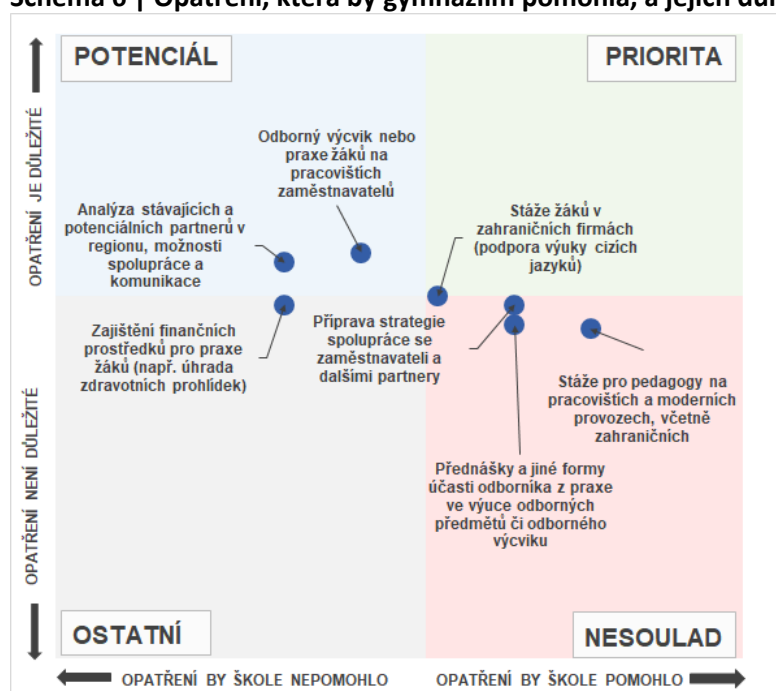 Schéma 6 | Opatření, která by gymnáziím pomohla, a jejich
POTENCIÁL
PRIORITA
OPATŘENÍ JE DŮLEŽITÉ
Odborný výcvik nebo
praxe žáků na
pracovištích
zaměstnavatelů
Analýza stávajících a
potenciálních partnerů v
regionu, možnosti
spolupráce a
komunikace
Stáže žáků v
zahraničních firmách
(podpora výuky cizích
jazyků)
Zajištění finančních
prostředků pro praxe
žáků (např. úhrada
zdravotních prohlídek)
Příprava strategie
spolupráce se
zaměstnavateli a
dalšími partnery
Stáže pro pedagogy na
pracovištích a moderních
provozech, včetně
zahraničních
Přednášky a jiné formy
účasti odborníka z praxe
ve výuce odborných
předmětů či odborného
výcviku
OPATŘENÍ NENÍ DŮLEŽITÉ
OSTATNÍ
NESOULAD
OPATŘENÍ BY ŠKOLE NEPOMOHLO
OPATŘENÍ BY ŠKOLE POMOHLO